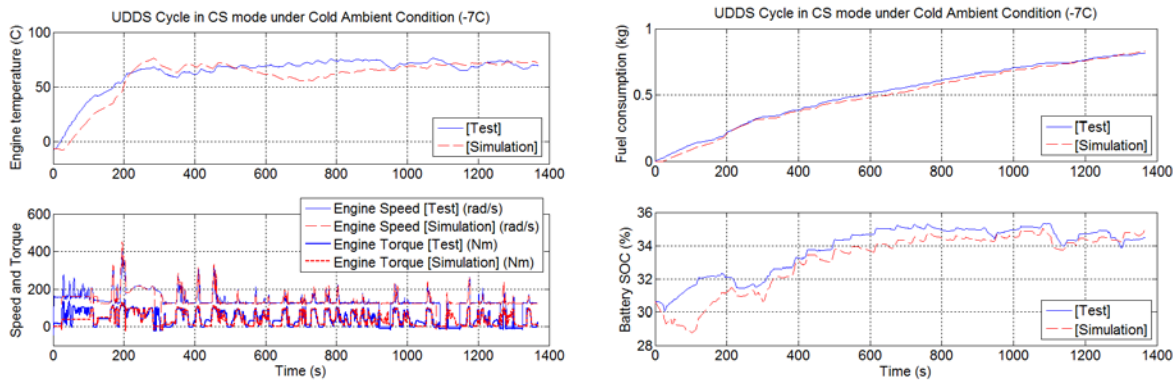 UDDS Cycle in CS mode under Cold Ambient Condition (-7C)
Engine temperature (C)
100
50
0
0 200 400 600 800 1000 1200 1400
[Test]
[Simulation]
Speed and Torque
600
400
200
0
Engine Speed [Test] (rad/s)
Engine Speed [Simulation] (rad/s)
Engine Torque [Test] (Nm)
Engine Torque [Simulation] (Nm)
0 200 400 600 800 1000 1200 1400
Time (s)
UDDS Cycle in CS mode under Cold Ambient Condition (-7C)
Fuel consumption (kg)
1
0.5
0
0 200 400 600 800 1000 1200 1400
[Test]
[Simulation]
Battery SOC (%)
36
34
32
30
28
0 200 400 600 800 1000 1200 1400
[Test]
[Simulation]
Time (s)